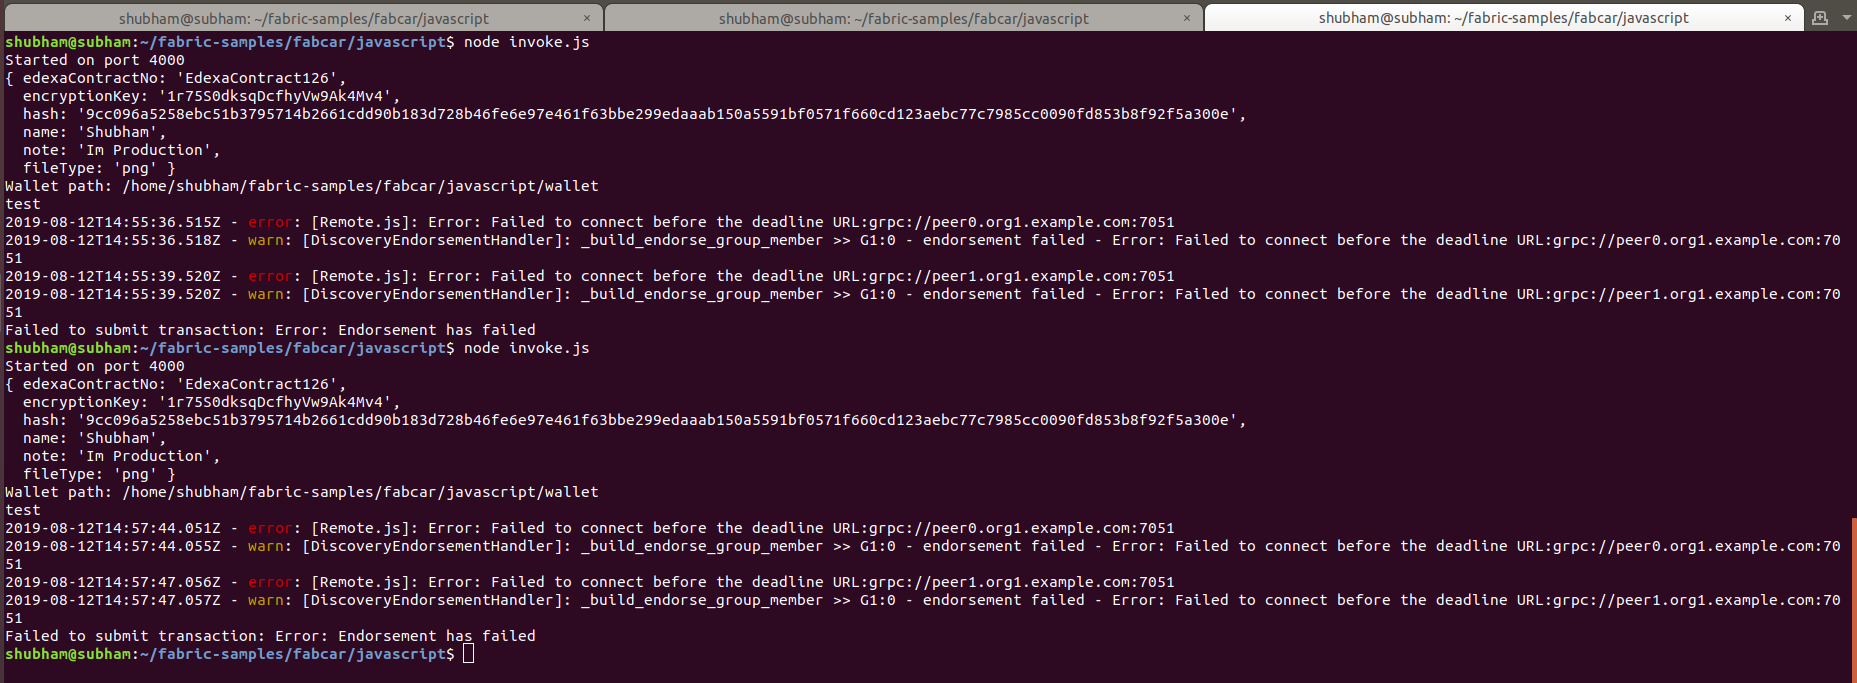 shubham@subham: ~/fabric-samples/fabcar/javascript × shubham@subham: ~/fabric-samples/fabcar/javascript × shubham@subham: ~/fabric-samples/fabcar/javascript ×
shubham@subham:~/fabric-samples/fabcar/javascript$ node invoke.js
Started on port 4000
{ edexaContractNo: 'EdexaContract126',
  encryptionKey: '1r75S0dksqDcfhyVw9Ak4Mv4',
  hash: '9cc096a5258ebc51b3795714b2661cdd90b183d728b46fe6e97e461f63bbe299edaaab150a5591bf0571f660cd123aebc77c7985cc0090fd853b8f92f5a300e',
  name: 'Shubham',
  note: 'Im Production',
  fileType: 'png' }
Wallet path: /home/shubham/fabric-samples/fabcar/javascript/wallet
test
2019-08-12T14:55:36.515Z - error: [Remote.js]: Error: Failed to connect before the deadline URL:grpc://peer0.org1.example.com:7051
2019-08-12T14:55:36.518Z - warn: [DiscoveryEndorsementHandler]: _build_endorse_group_member >> G1:0 - endorsement failed - Error: Failed to connect before the deadline URL:grpc://peer0.org1.example.com:70
51
2019-08-12T14:55:39.520Z - error: [Remote.js]: Error: Failed to connect before the deadline URL:grpc://peer1.org1.example.com:7051
2019-08-12T14:55:39.520Z - warn: [DiscoveryEndorsementHandler]: _build_endorse_group_member >> G1:0 - endorsement failed - Error: Failed to connect before the deadline URL:grpc://peer1.org1.example.com:70
51
Failed to submit transaction: Error: Endorsement has failed
shubham@subham:~/fabric-samples/fabcar/javascript$ node invoke.js
Started on port 4000
{ edexaContractNo: 'EdexaContract126',
  encryptionKey: '1r75S0dksqDcfhyVw9Ak4Mv4',
  hash: '9cc096a5258ebc51b3795714b2661cdd90b183d728b46fe6e97e461f63bbe299edaaab150a5591bf0571f660cd123aebc77c7985cc0090fd853b8f92f5a300e',
  name: 'Shubham',
  note: 'Im Production',
  fileType: 'png' }
Wallet path: /home/shubham/fabric-samples/fabcar/javascript/wallet
test
2019-08-12T14:57:44.051Z - error: [Remote.js]: Error: Failed to connect before the deadline URL:grpc://peer0.org1.example.com:7051
2019-08-12T14:57:44.055Z - warn: [DiscoveryEndorsementHandler]: _build_endorse_group_member >> G1:0 - endorsement failed - Error: Failed to connect before the deadline URL:grpc://peer0.org1.example.com:70
51
2019-08-12T14:57:47.056Z - error: [Remote.js]: Error: Failed to connect before the deadline URL:grpc://peer1.org1.example.com:7051
2019-08-12T14:57:47.057Z - warn: [DiscoveryEndorsementHandler]: _build_endorse_group_member >> G1:0 - endorsement failed - Error: Failed to connect before the deadline URL:grpc://peer1.org1.example.com:70
51
Failed to submit transaction: Error: Endorsement has failed
shubham@subham:~/fabric-samples/fabcar/javascript$